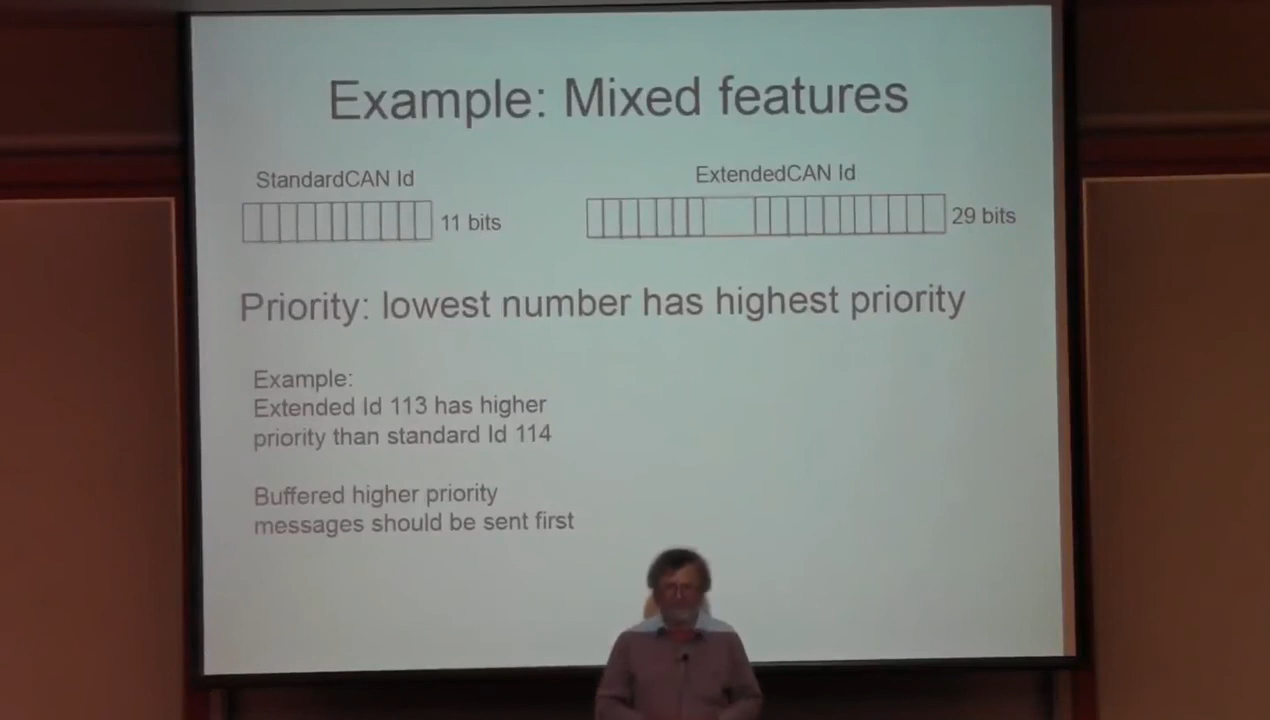 Example: Mixed features
StandardCAN Id
ExtendedCAN Id
11 bits
29 bits
Priority: lowest number has highest priority
Example:
Extended Id 113 has higher
priority than standard Id 114
Buffered higher priority
messages should be sent first